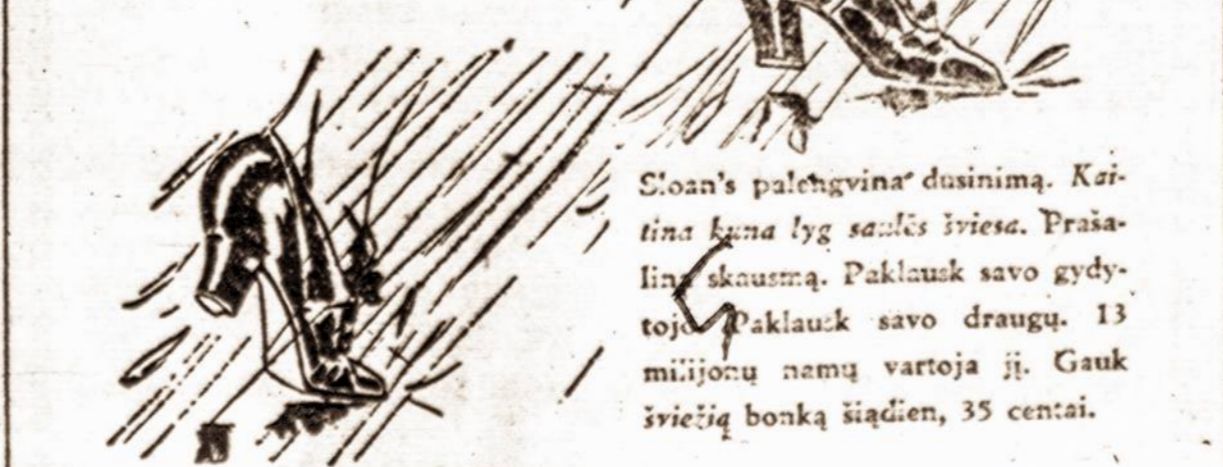 Sloan's palengvina dusinimą. Kai-
tina kuna lyg saulės šviesa. Praša-
lina skausmą. Paklausk savo gydy-
tojo. Paklausk savo draugų. 13
milijonų namų vartoja jį. Gauk
šviežią bonką šiądien, 35 centai.